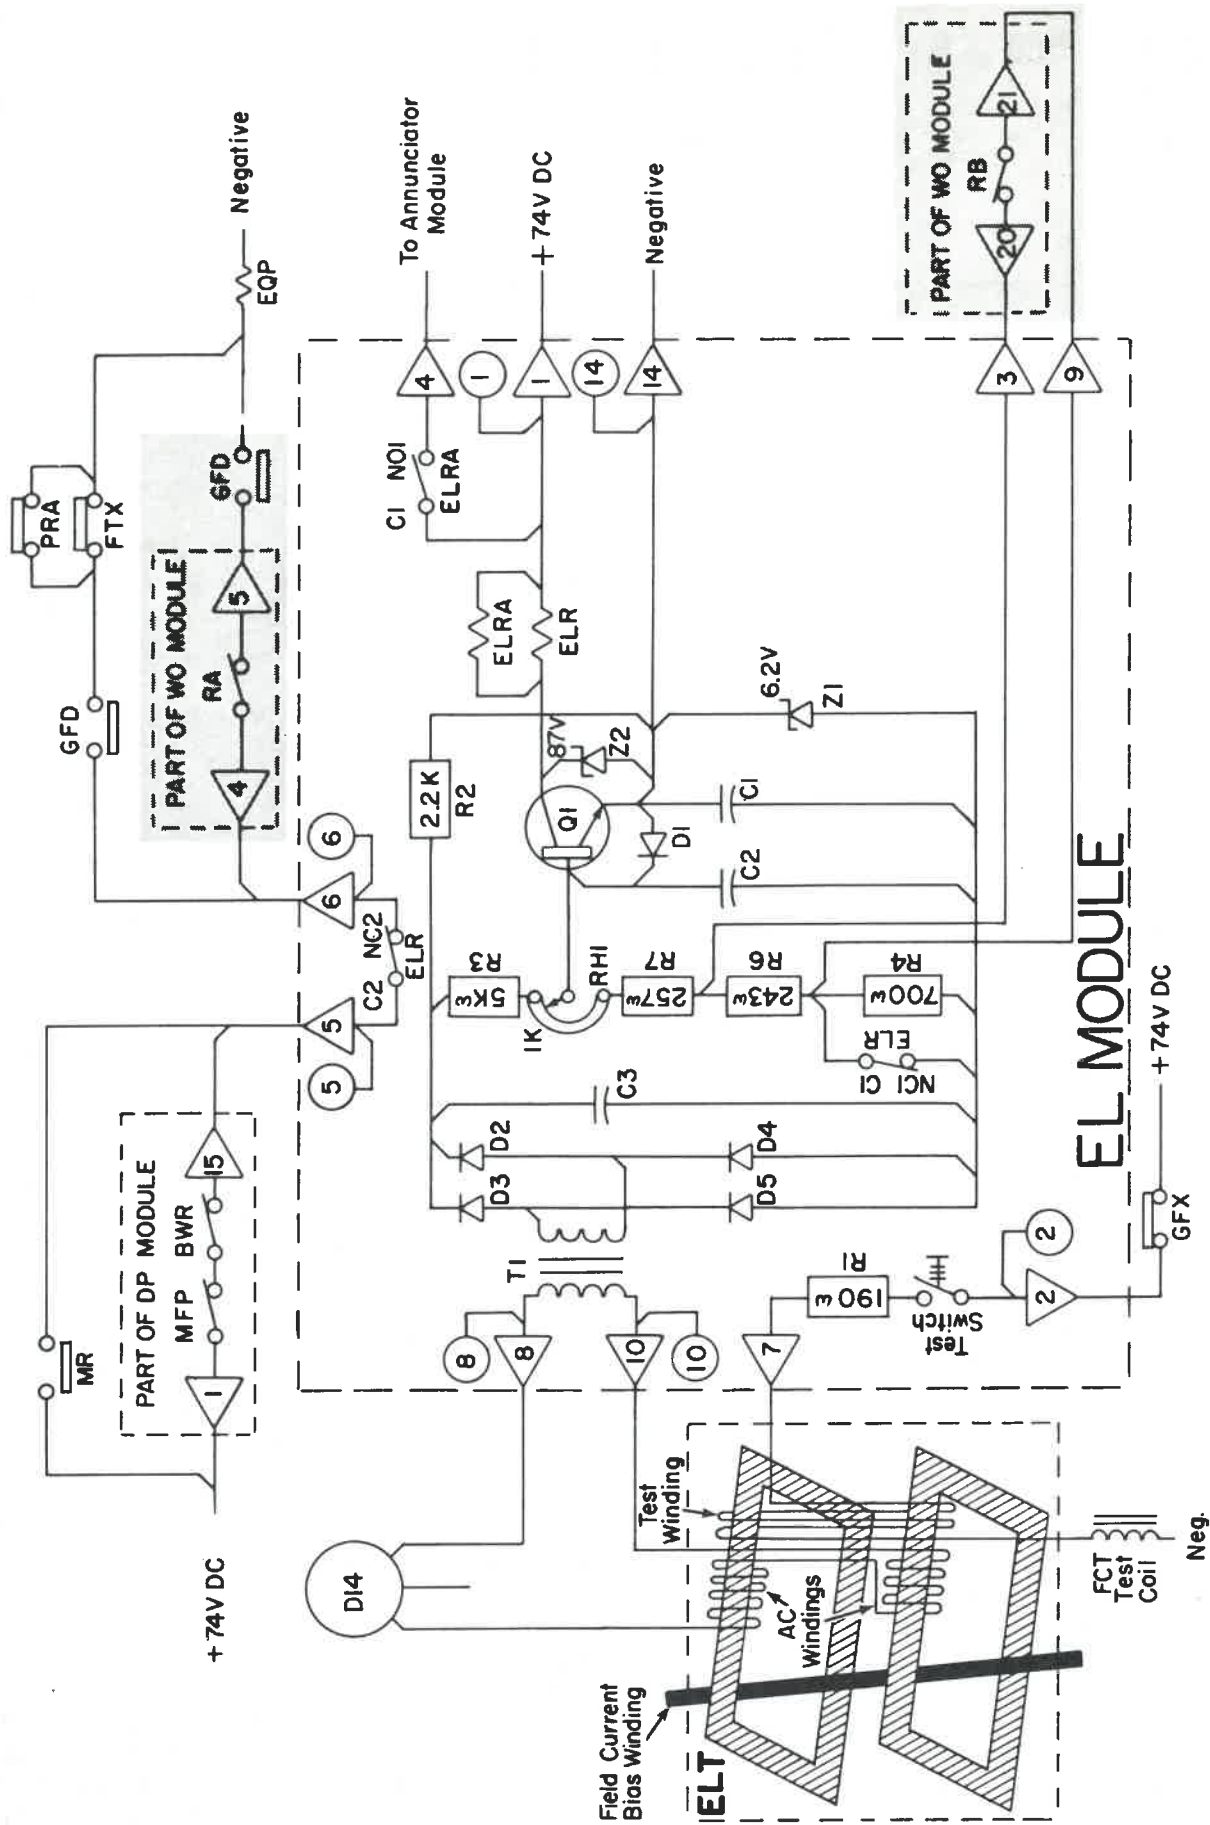 +74V DC
MR
PART OF DP MODULE
1
MFP
BWR
15
5
5
C2
NC2
ELR
6
6
GFD
PRA
FTX
PART OF WO MODULE
4
RA
5
GFD
EQP
Negative
D14
8
8
10
10
T1
D3
D2
D5
D4
C3
2.2 K
R2
R3
5Kω
1K
RH1
R7
257ω
R6
243ω
R4
700ω
C1
NC1
ELR
Q1
87V
Z2
D1
C2
C1
6.2V
Z1
ELRA
ELR
C1
NO1
ELRA
4
To Annunciator
Module
1
1
+ 74V DC
14
14
Negative
3
9
PART OF WO MODULE
20
RB
21
EL MODULE
7
R1
190ω
Test
Switch
2
2
GFX
+74V DC
Field Current
Bias Winding
ELT
AC
Windings
Test
Winding
FCT
Test
Coil
Neg.